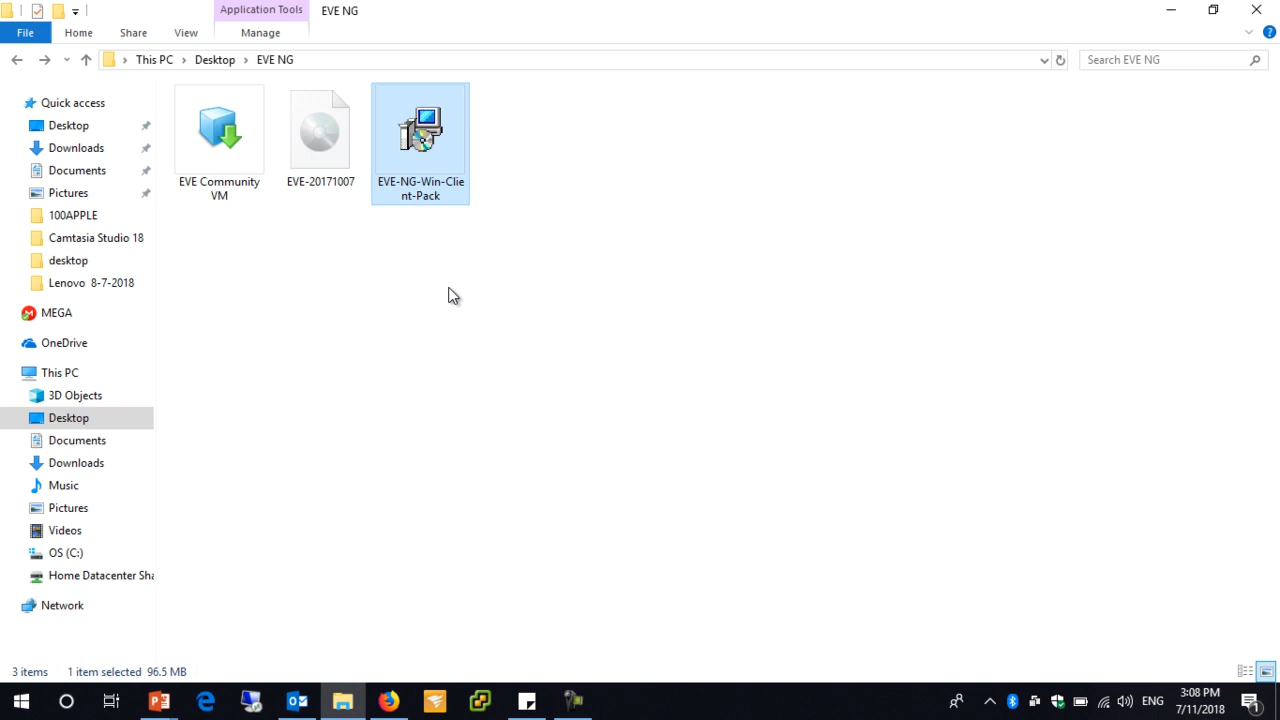 Application Tools
EVE NG
File
Home
Share
View
Manage
This PC
Desktop
EVE NG
Search EVE NG
Quick access
Desktop
Downloads
Documents
Pictures
100APPLE
Camtasia Studio 18
desktop
Lenovo 8-7-2018
MEGA
OneDrive
This PC
3D Objects
Desktop
Documents
Downloads
Music
Pictures
Videos
OS (C:)
Home Datacenter Sha
Network
EVE Community
VM
EVE-20171007
EVE-NG-Win-Clie
nt-Pack
3 items
1 item selected 96.5 MB
ENG
3:08 PM
7/11/2018
1